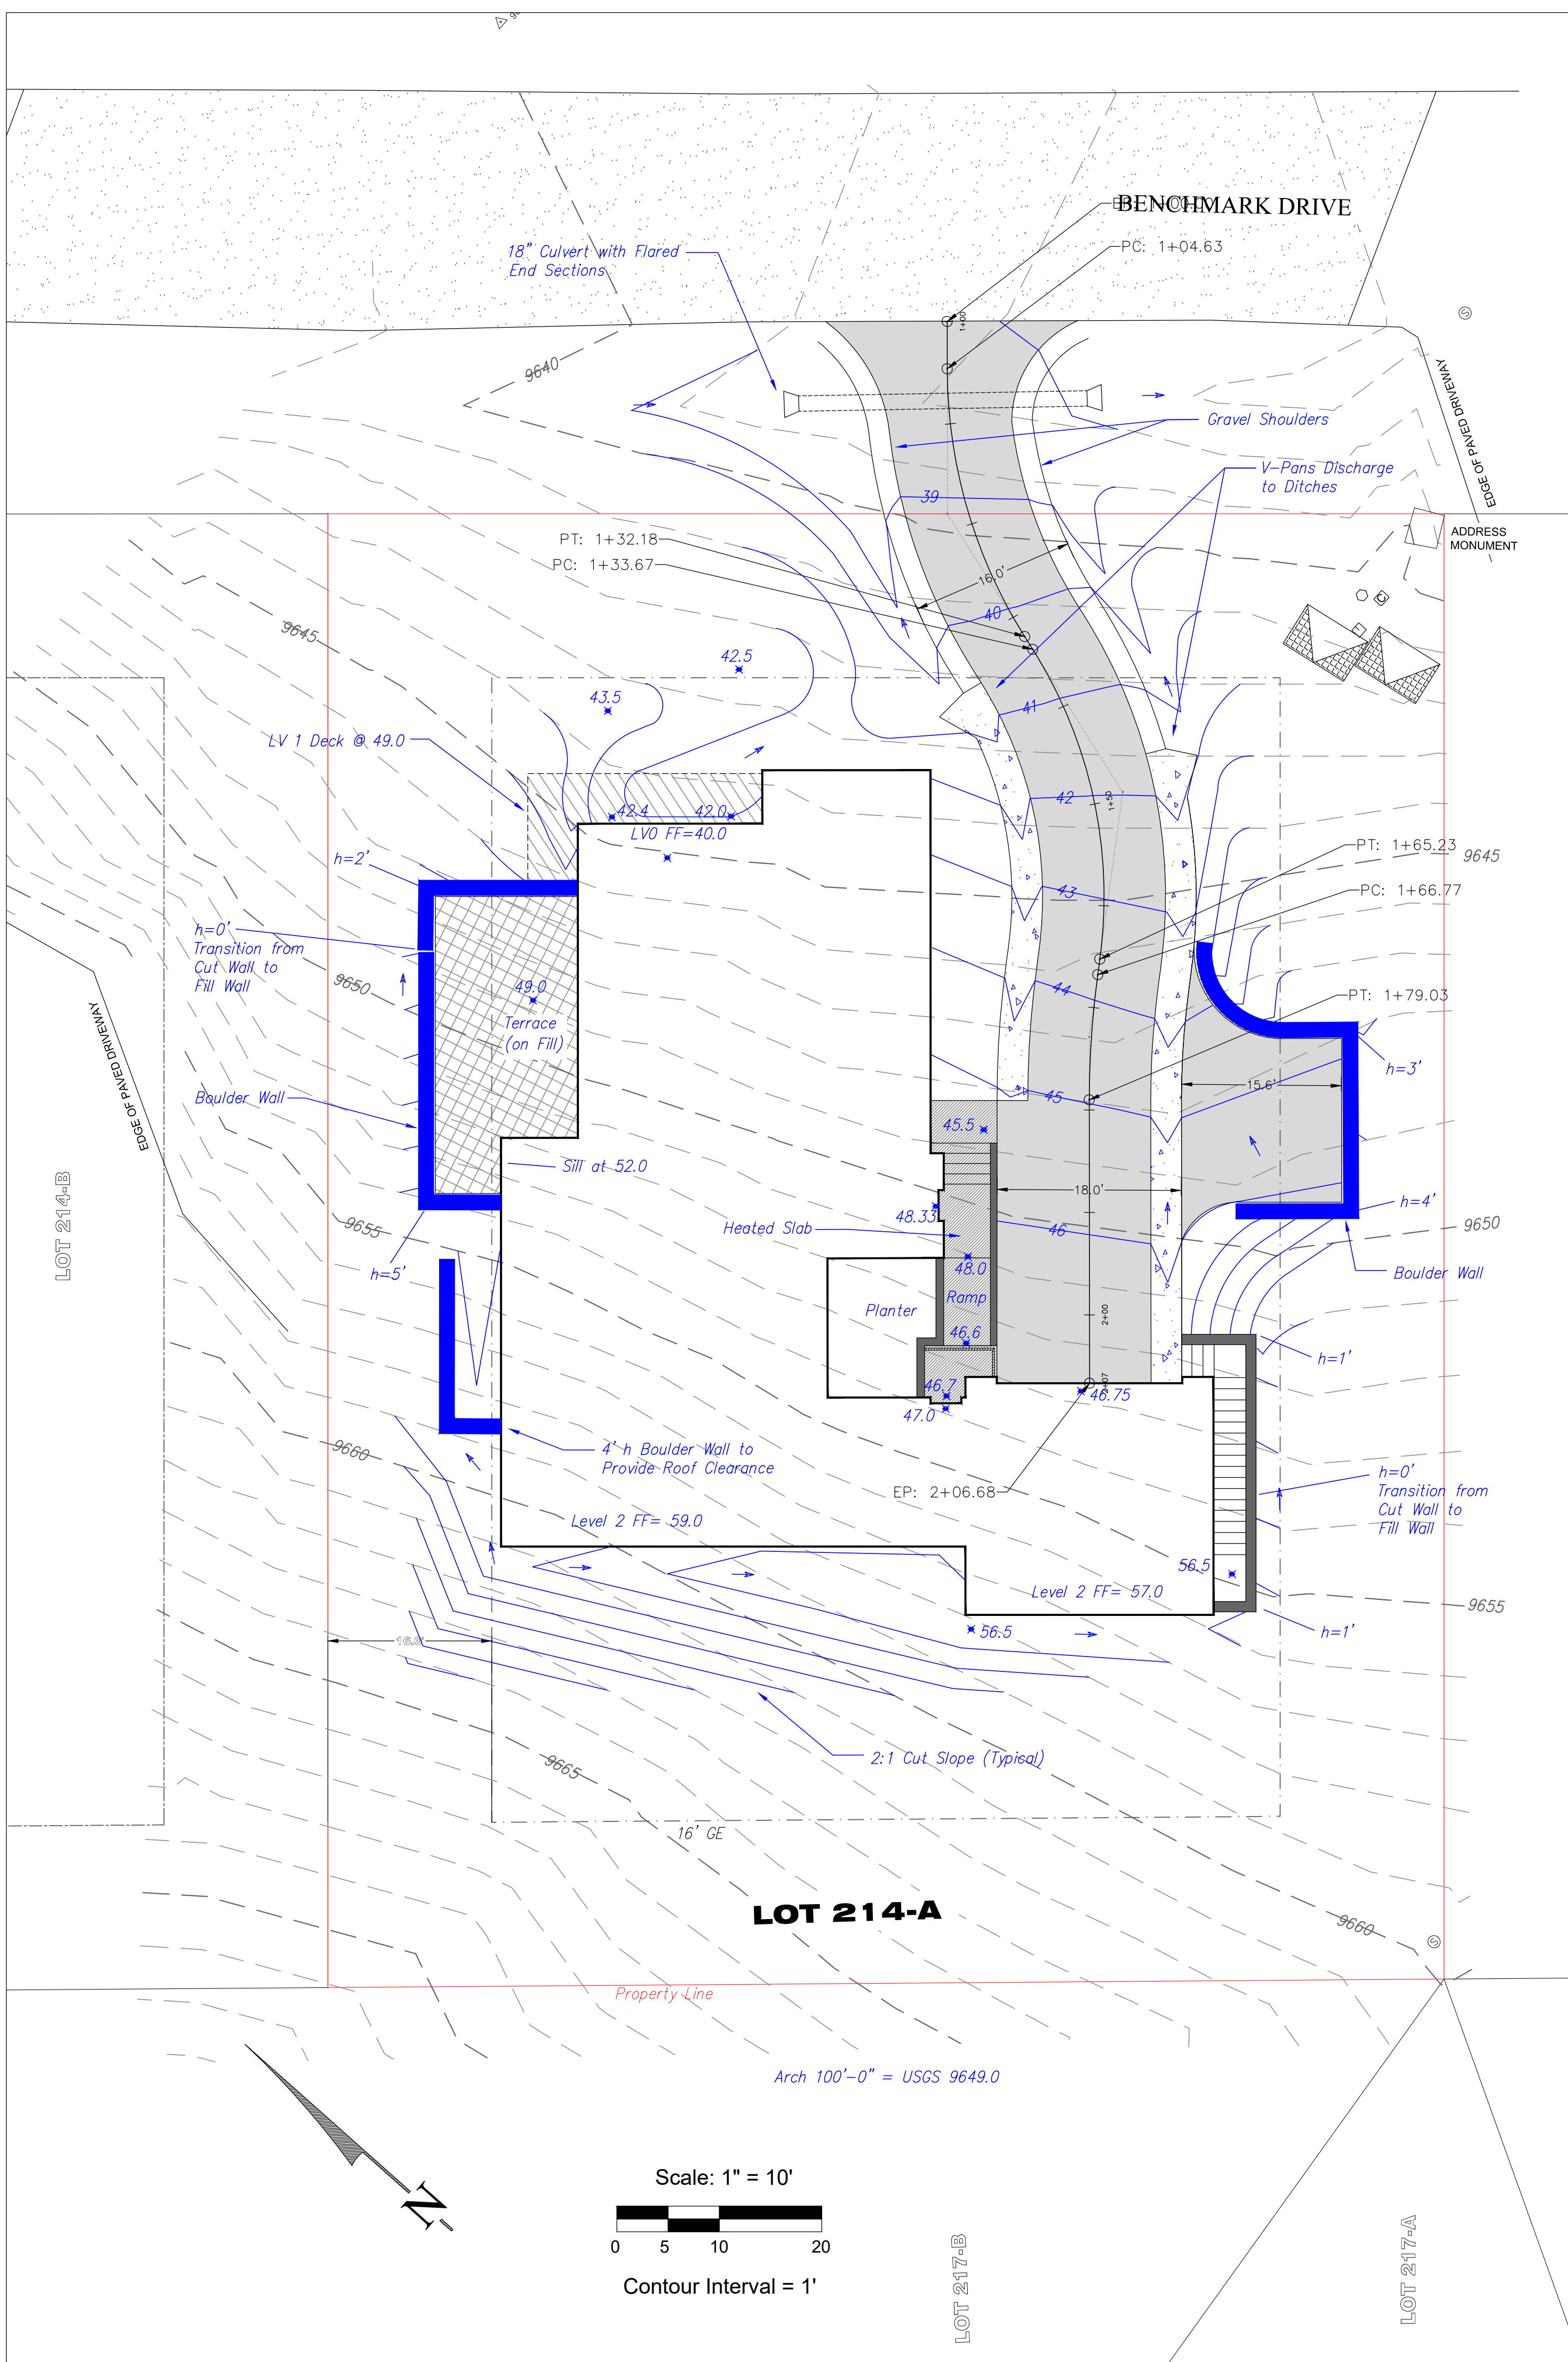 BENCHMARK DRIVE
PC: 1+04.63
18" Culvert with Flared
End Sections
1+00
9640
Gravel Shoulders
EDGE OF PAVED DRIVEWAY
V-Pans Discharge
to Ditches
39
ADDRESS
MONUMENT
PT: 1+32.18
PC: 1+33.67
16.0'
40
9645
42.5
43.5
41
LV 1 Deck @ 49.0
42
1+50
42.4
42.0
LV0 FF=40.0
h=2'
PT: 1+65.23
9645
43
PC: 1+66.77
h=0'
Transition from
Cut Wall to
Fill Wall
9650
49.0
Terrace
(on Fill)
44
PT: 1+79.03
EDGE OF PAVED DRIVEWAY
h=3'
Boulder Wall
45
15.6'
45.5
Sill at 52.0
LOT 214-B
18.0'
h=4'
48.33
9655
Heated Slab
46
9650
48.0
h=5'
Boulder Wall
Planter
Ramp
2+00
46.6
h=1'
46.7
2+07
46.75
47.0
9660
4' h Boulder Wall to
Provide Roof Clearance
h=0'
Transition from
Cut Wall to
Fill Wall
EP: 2+06.68
Level 2 FF= 59.0
56.5
Level 2 FF= 57.0
9655
56.5
h=1'
16.0'
2:1 Cut Slope (Typical)
9665
16' GE
LOT 214-A
9660
S
S
Property Line
Arch 100'-0" = USGS 9649.0
N
Scale: 1" = 10'
0 5 10 20
Contour Interval = 1'
LOT 217-B
LOT 217-A